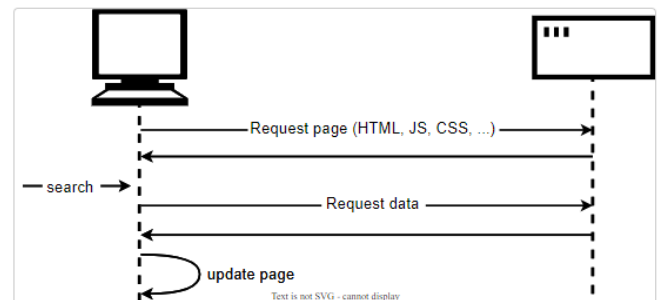 Request page (HTML, JS, CSS, ...)
search
Request data
update page
Text is not SVG - cannot display